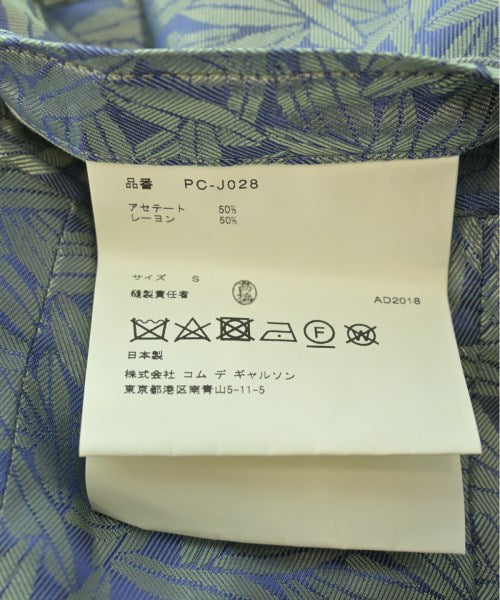 品番 PC-J028
アセテート 50%
レーヨン 50%
サイズ S
縫製責任者
AD2018
F W
日本製
株式会社 コム デ ギャルソン
東京都港区南青山5-11-5